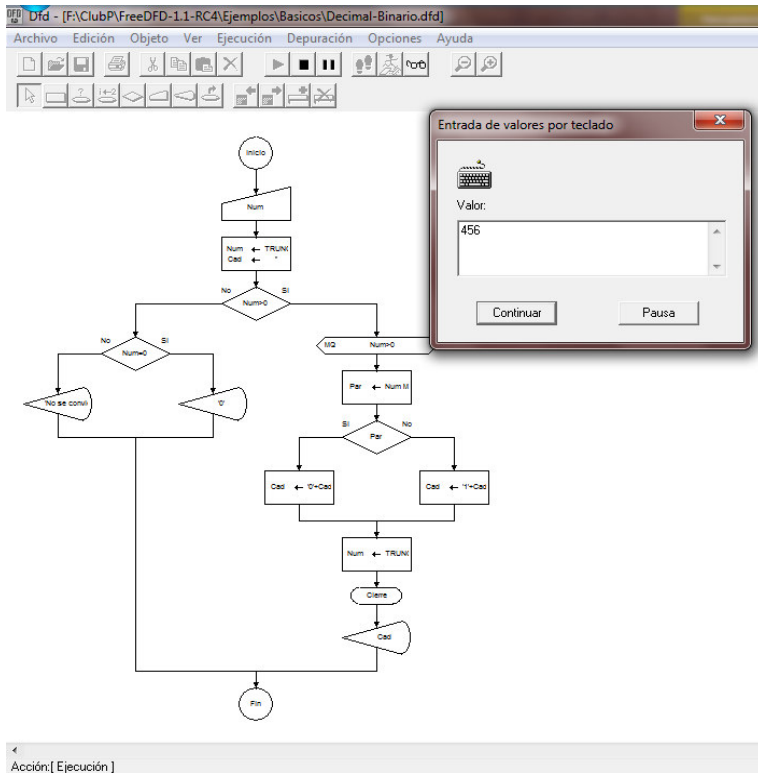 Dfd - [F:\ClubP\FreeDFD-1.1-RC4\Ejemplos\Basicos\Decimal-Binario.dfd]
Archivo Edición Objeto Ver Ejecución Depuración Opciones Ayuda
Entrada de valores por teclado
Valor:
456
Continuar Pausa
Inicio
Num
Num ← TRUN(
Cad ← ''
No Num>0 Si
No Num=0 Si
MQ Num>0
'No se convi
'0'
Par ← Num M
Si Par No
Cad ← '0'+Cad
Cad ← '1'+Cad
Num ← TRUN(
Cierre
Cad
Fin
Acción:[ Ejecución ]